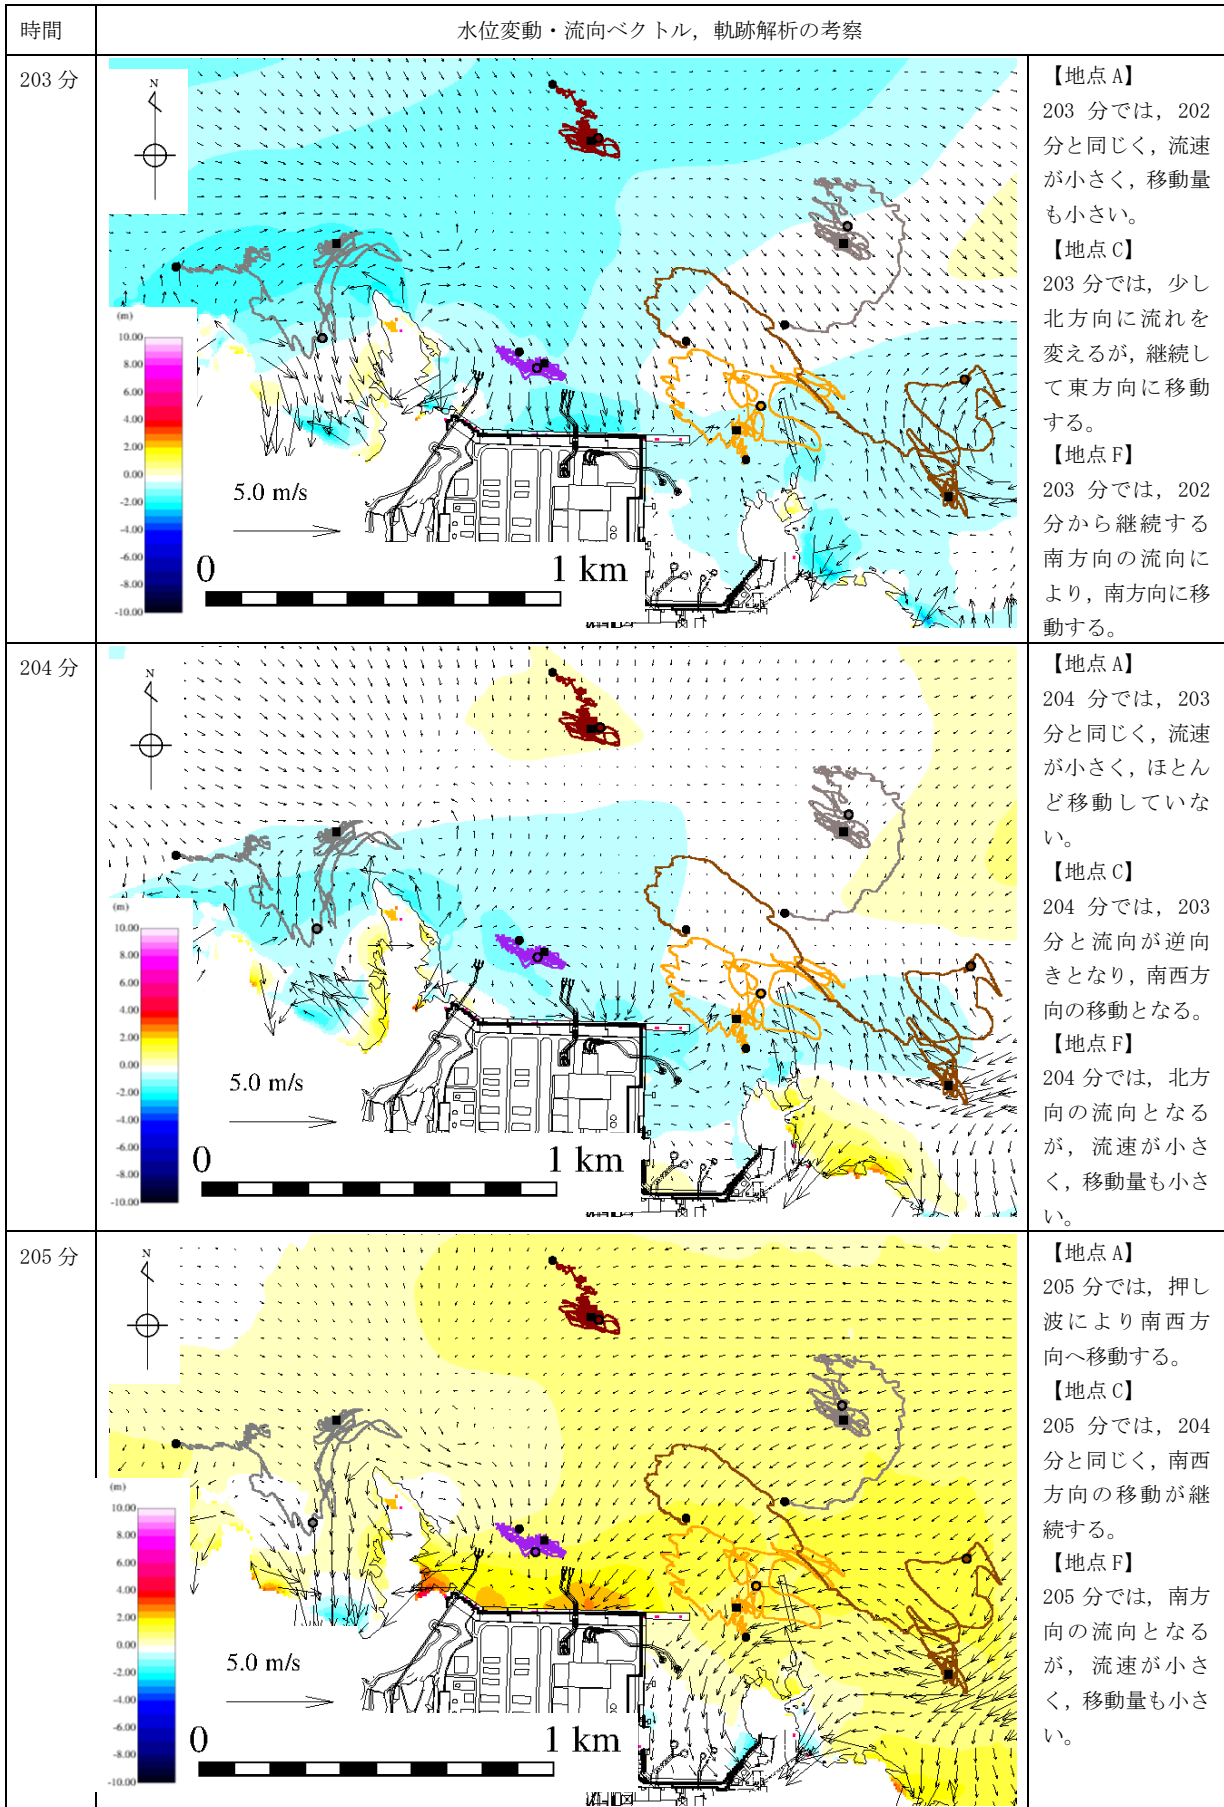 時間
水位変動・流向ベクトル，軌跡解析の考察
203 分
N
(m)
10.00
8.00
6.00
4.00
2.00
0.00
-2.00
-4.00
-6.00
-8.00
-10.00
5.0 m/s
0
1 km
【地点 A】
203 分では，202
分と同じく，流速
が小さく，移動量
も小さい。
【地点 C】
203 分では，少し
北方向に流れを
変えるが，継続し
て東方向に移動
する。
【地点 F】
203 分では，202
分から継続する
南方向の流向に
より，南方向に移
動する。
204 分
N
(m)
10.00
8.00
6.00
4.00
2.00
0.00
-2.00
-4.00
-6.00
-8.00
-10.00
5.0 m/s
0
1 km
【地点 A】
204 分では，203
分と同じく，流速
が小さく，ほとん
ど移動していな
い。
【地点 C】
204 分では，203
分と流向が逆向
きとなり，南西方
向の移動となる。
【地点 F】
204 分では，北方
向の流向となる
が，流速が小さ
く，移動量も小さ
い。
205 分
N
(m)
10.00
8.00
6.00
4.00
2.00
0.00
-2.00
-4.00
-6.00
-8.00
-10.00
5.0 m/s
0
1 km
【地点 A】
205 分では，押し
波により南西方
向へ移動する。
【地点 C】
205 分では，204
分と同じく，南西
方向の移動が継
続する。
【地点 F】
205 分では，南方
向の流向となる
が，流速が小さ
く，移動量も小さ
い。